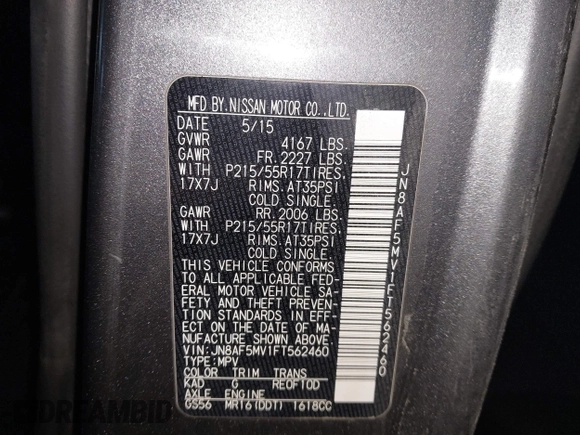 MFD BY NISSAN MOTOR CO.,LTD.
DATE 5/15
GVWR 4167 LBS.
GAWR FR. 2227 LBS.
WITH P215/55R17TIRES,
17X7J RIMS. AT35PSI
COLD SINGLE.
GAWR RR. 2006 LBS.
WITH P215/55R17TIRES,
17X7J RIMS. AT35PSI
COLD SINGLE.
THIS VEHICLE CONFORMS
TO ALL APPLICABLE FED-
ERAL MOTOR VEHICLE SA-
FETY AND THEFT PREVEN-
TION STANDARDS IN EFF-
ECT ON THE DATE OF MA-
NUFACTURE SHOWN ABOVE.
VIN:JN8AF5MV1FT562460
TYPE:MPV
COLOR TRIM TRANS
KAD G RE0F10D
AXLE ENGINE
GS56 MR16(DDT) 1618CC
JN8AF5MV1FT562460
DREAMBID